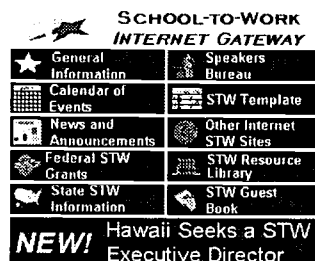 SCHOOL-TO-WORK
INTERNET GATEWAY
General
Information
Speakers
Bureau
Calendar of
Events
STW Template
News and
Announcements
Other Internet
STW Sites
Federal STW
Grants
STW Resource
Library
State STW
Information
STW Guest
Book
NEW! Hawaii Seeks a STW
Executive Director